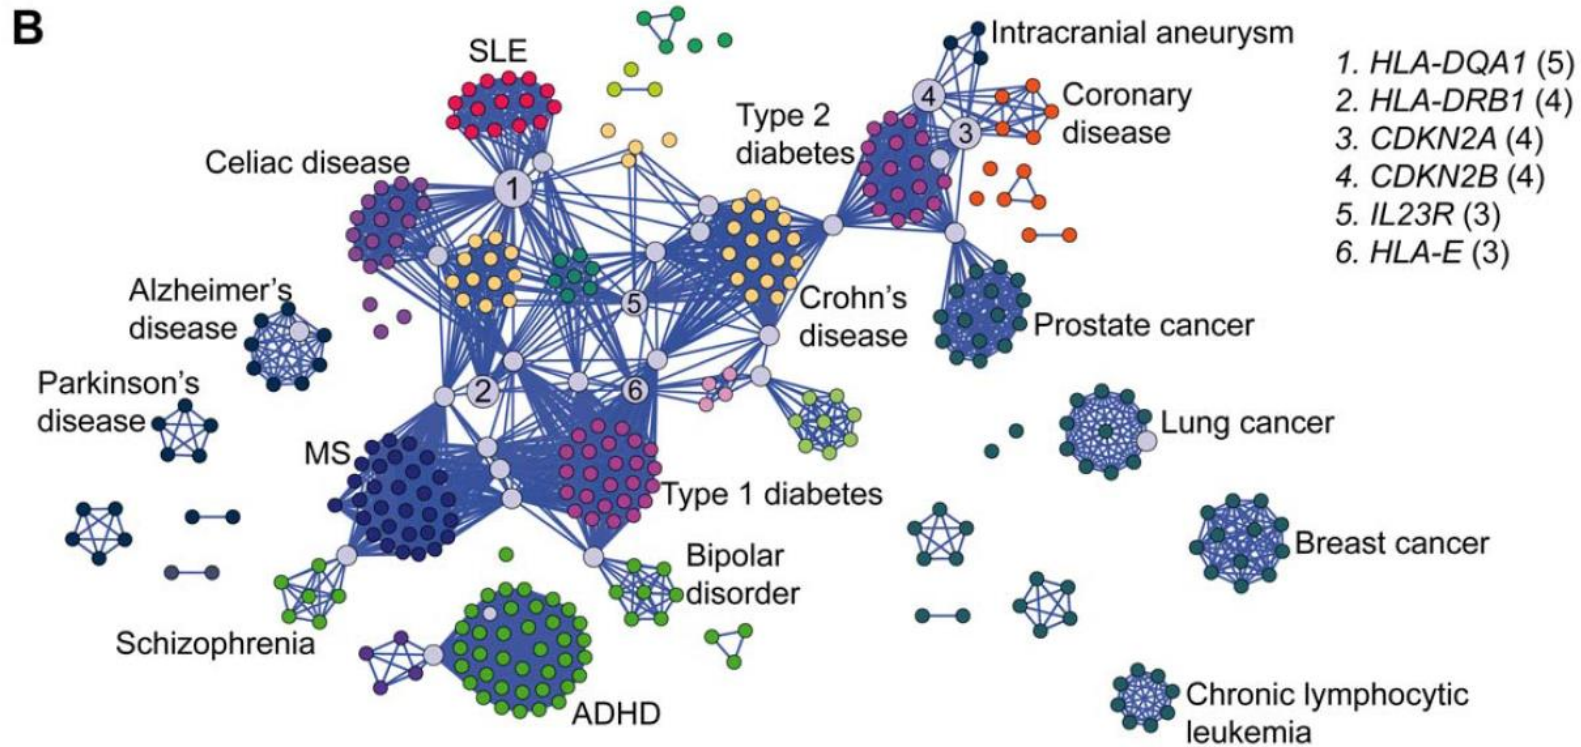 B
SLE
Intracranial aneurysm
1. HLA-DQA1 (5)
2. HLA-DRB1 (4)
3. CDKN2A (4)
4. CDKN2B (4)
5. IL23R (3)
6. HLA-E (3)
4
Coronary
disease
3
Type 2
diabetes
Celiac disease
1
Alzheimer's
disease
5
Crohn's
disease
Prostate cancer
Parkinson's
disease
2
6
Lung cancer
MS
Type 1 diabetes
Breast cancer
Bipolar
disorder
Schizophrenia
ADHD
Chronic lymphocytic
leukemia